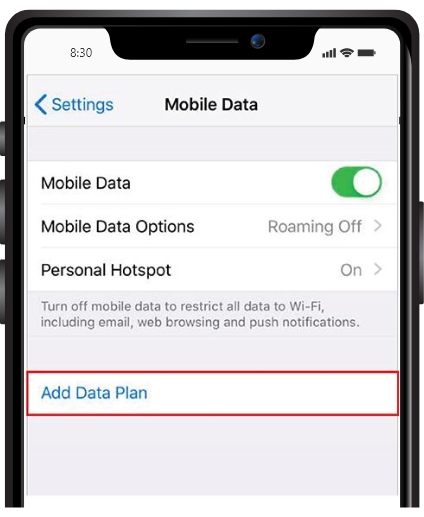 8:30
Settings
Mobile Data
Mobile Data
Mobile Data Options Roaming Off
Personal Hotspot On
Turn off mobile data to restrict all data to Wi-Fi,
including email, web browsing and push notifications.
Add Data Plan